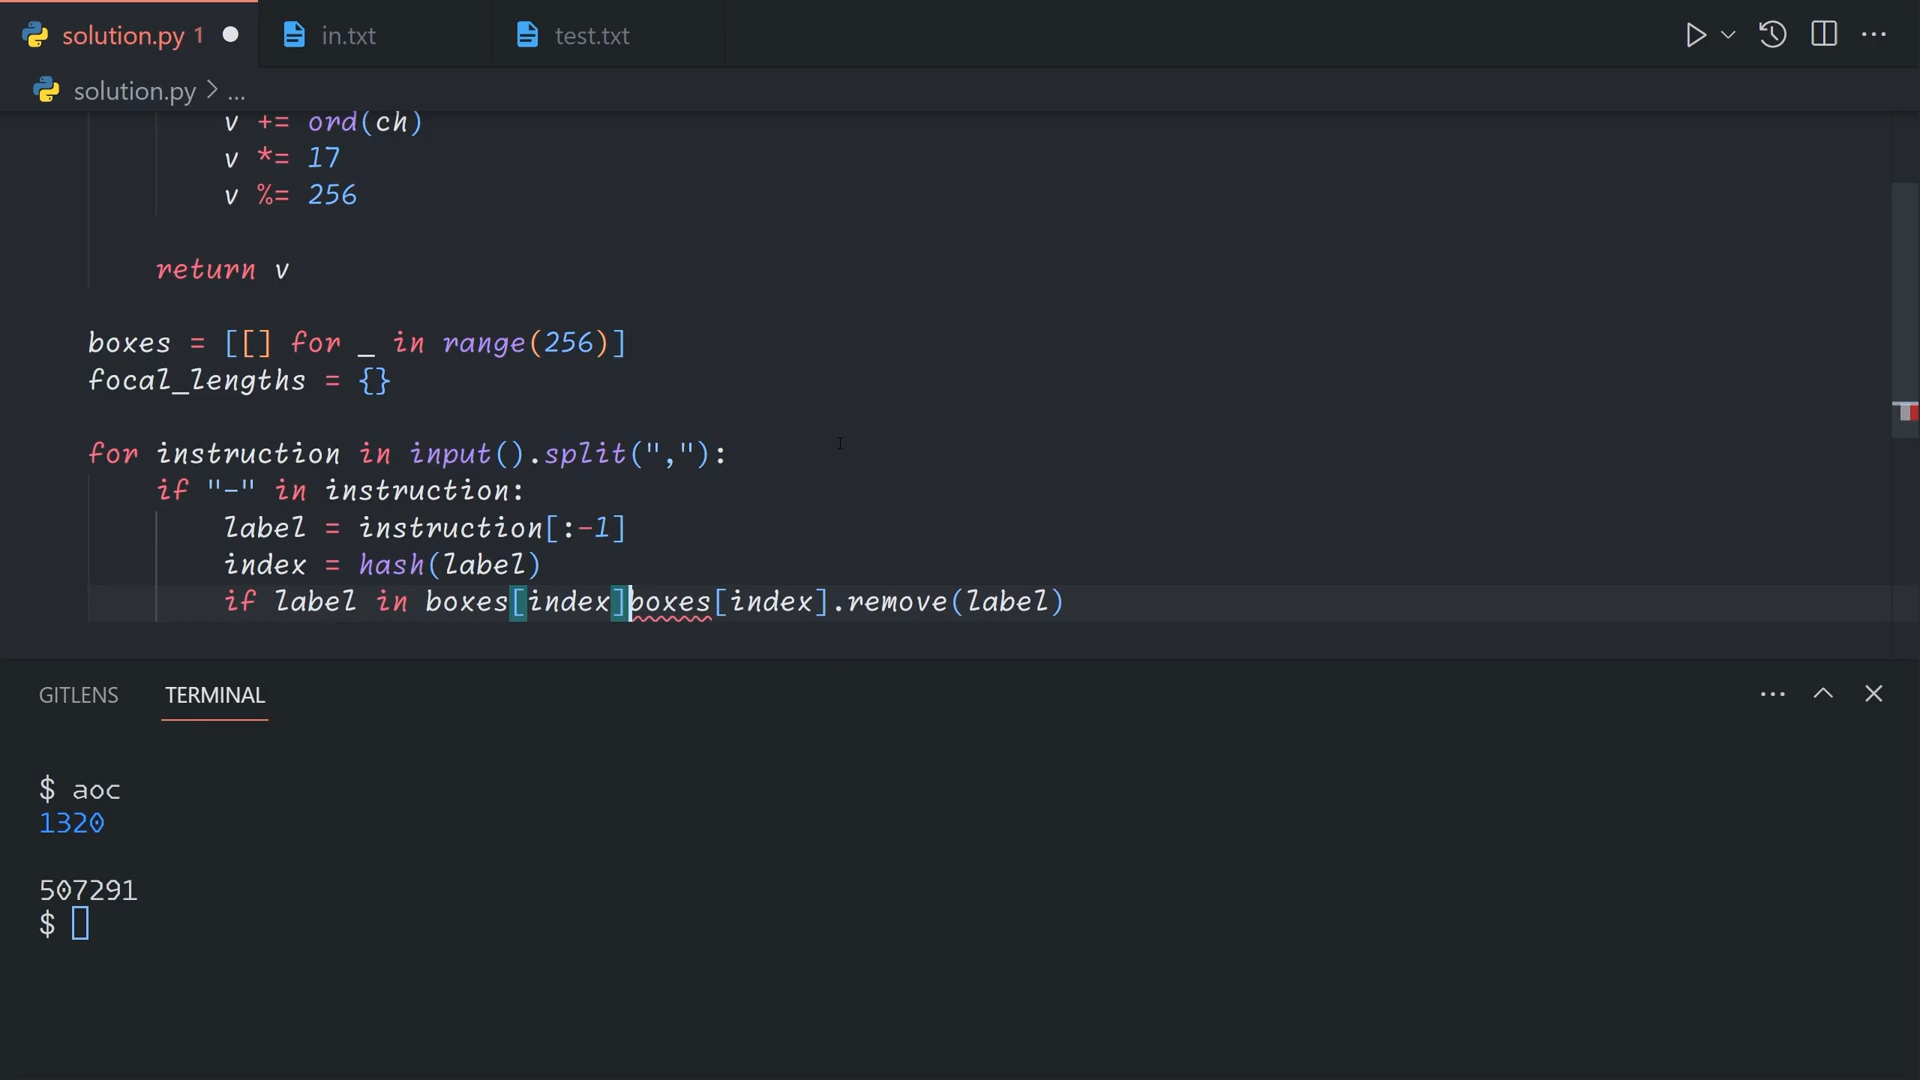 solution.py 1
in.txt
test.txt
solution.py > ...
v += ord(ch)
v *= 17
v %= 256
return v
boxes = [[] for _ in range(256)]
focal_lengths = {}
for instruction in input().split(","):
if "-" in instruction:
label = instruction[:-1]
index = hash(label)
if label in boxes[index]boxes[index].remove(label)
GITLENS
TERMINAL
$ aoc
1320
507291
$